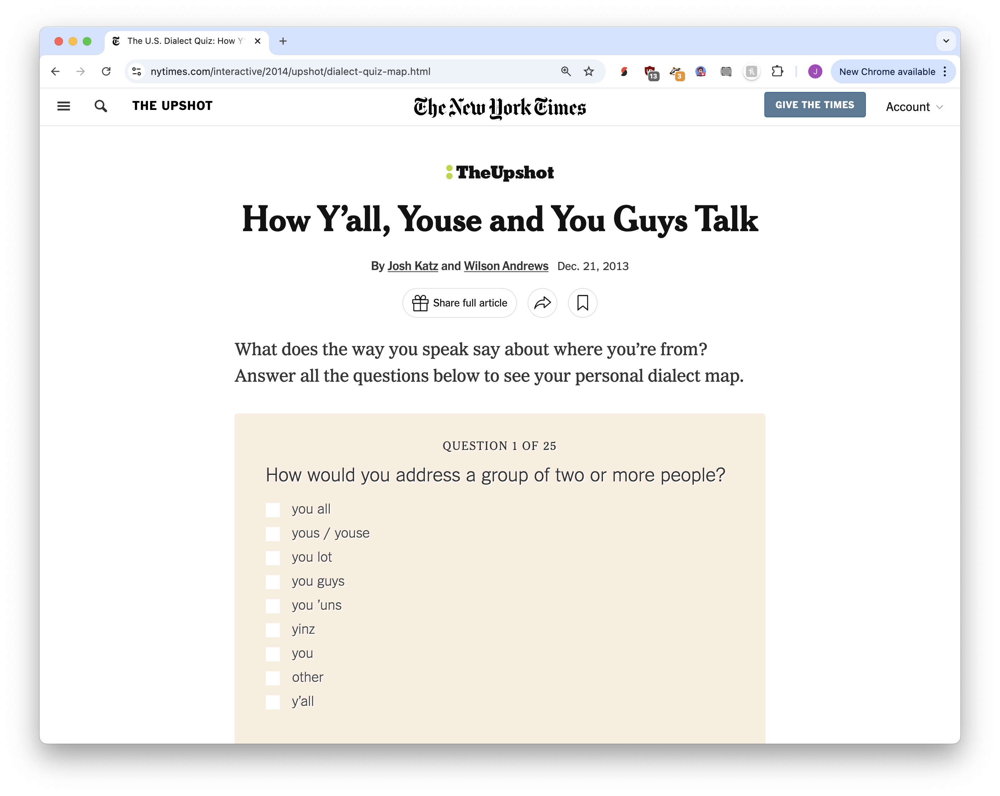 The U.S. Dialect Quiz: How Y'
nytimes.com/interactive/2014/upshot/dialect-quiz-map.html
13
3
J
New Chrome available
THE UPSHOT
The New York Times
GIVE THE TIMES
Account
TheUpshot
How Y’all, Youse and You Guys Talk
By Josh Katz and Wilson Andrews Dec. 21, 2013
Share full article
What does the way you speak say about where you’re from?
Answer all the questions below to see your personal dialect map.
QUESTION 1 OF 25
How would you address a group of two or more people?
you all
yous / youse
you lot
you guys
you ’uns
yinz
you
other
y’all